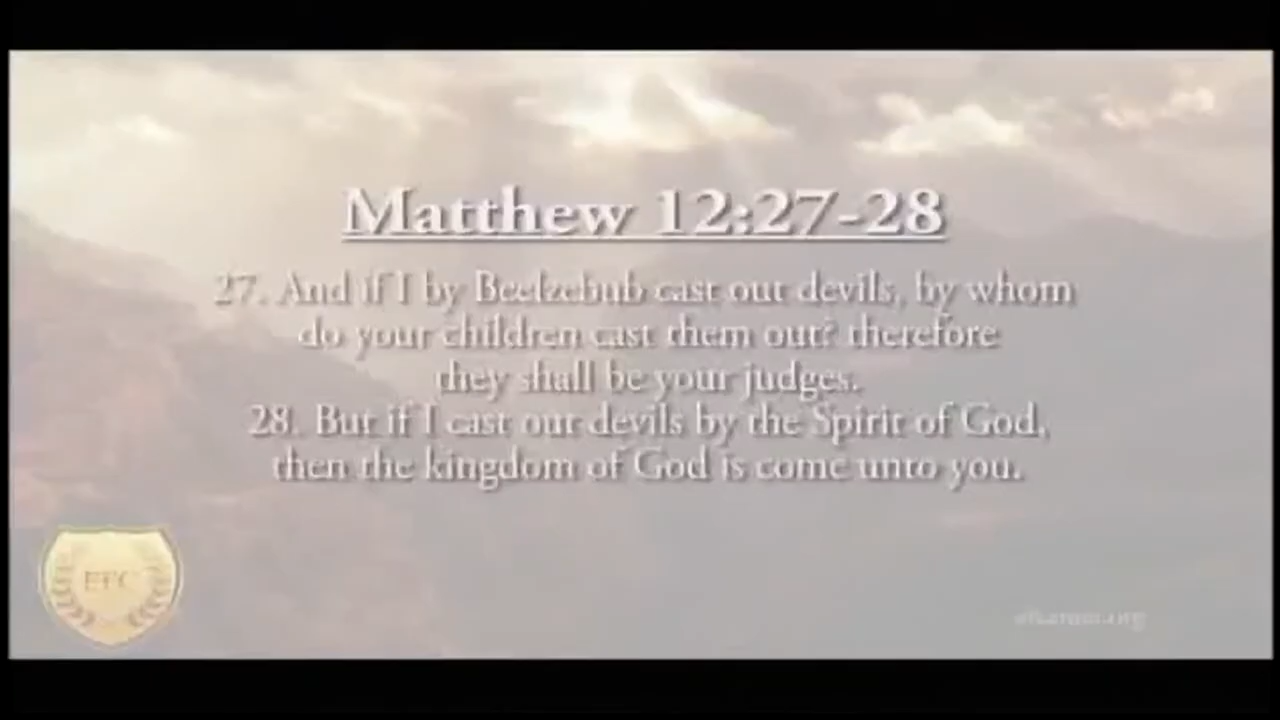 Matthew 12:27-28
27. And if I by Beelzebub cast out devils, by whom
do your children cast them out? therefore
they shall be your judges.
28. But if I cast out devils by the Spirit of God,
then the kingdom of God is come unto you.